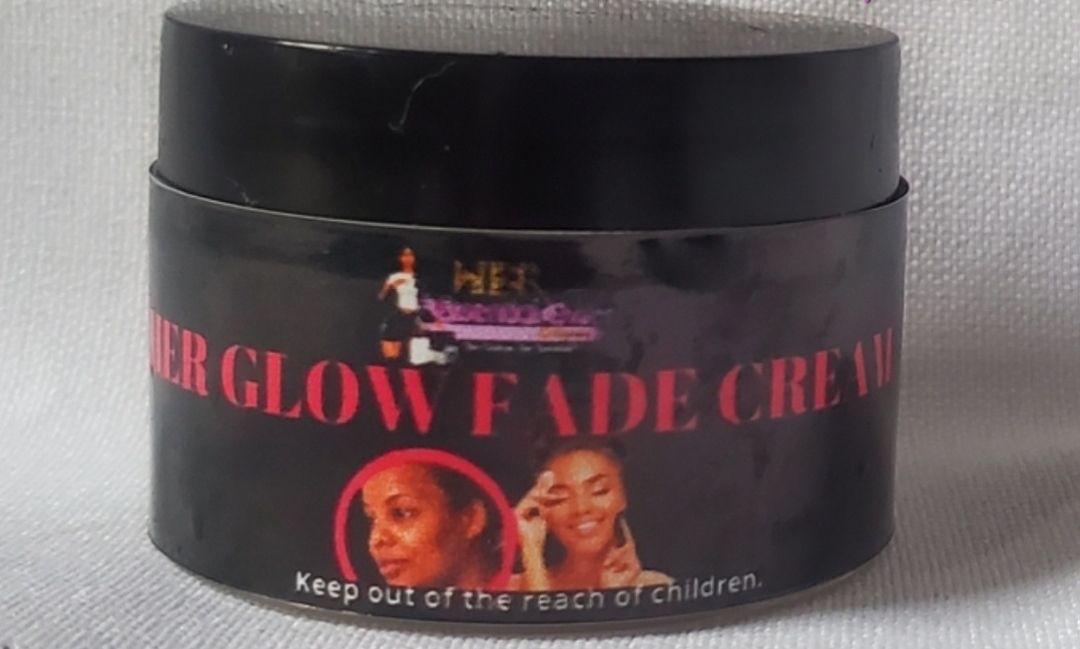 HER
HER GLOW FADE CREAM
Keep out of the reach of children.